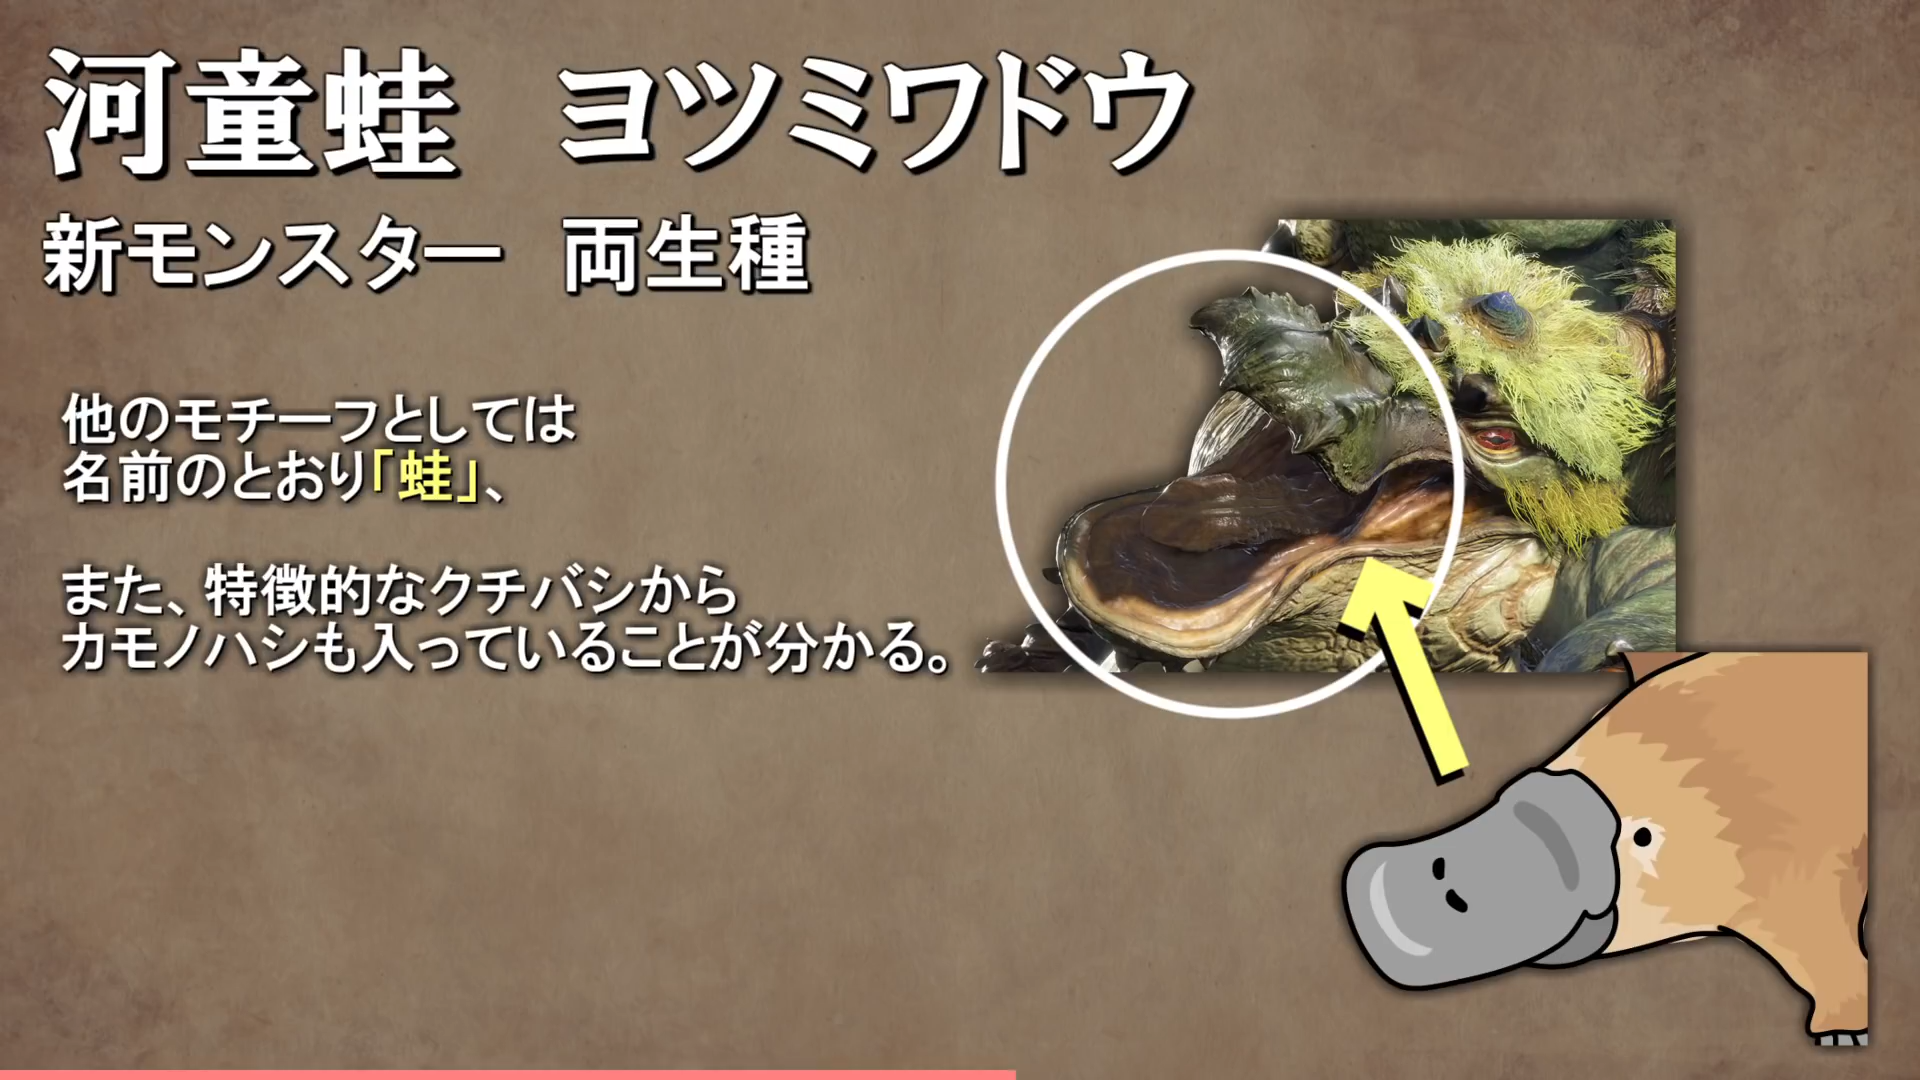 河童蛙　ヨツミワドウ
新モンスター　両生種
他のモチーフとしては
名前のとおり「蛙」、
また、特徴的なクチバシから
カモノハシも入っていることが分かる。